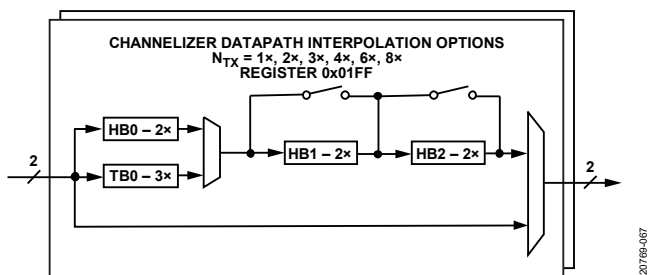 CHANNELIZER DATAPATH INTERPOLATION OPTIONS
NTX = 1×, 2×, 3×, 4×, 6×, 8×
REGISTER 0x01FF
HB0 – 2×
2
TB0 – 3×
HB1 – 2×
HB2 – 2×
2
20769-067